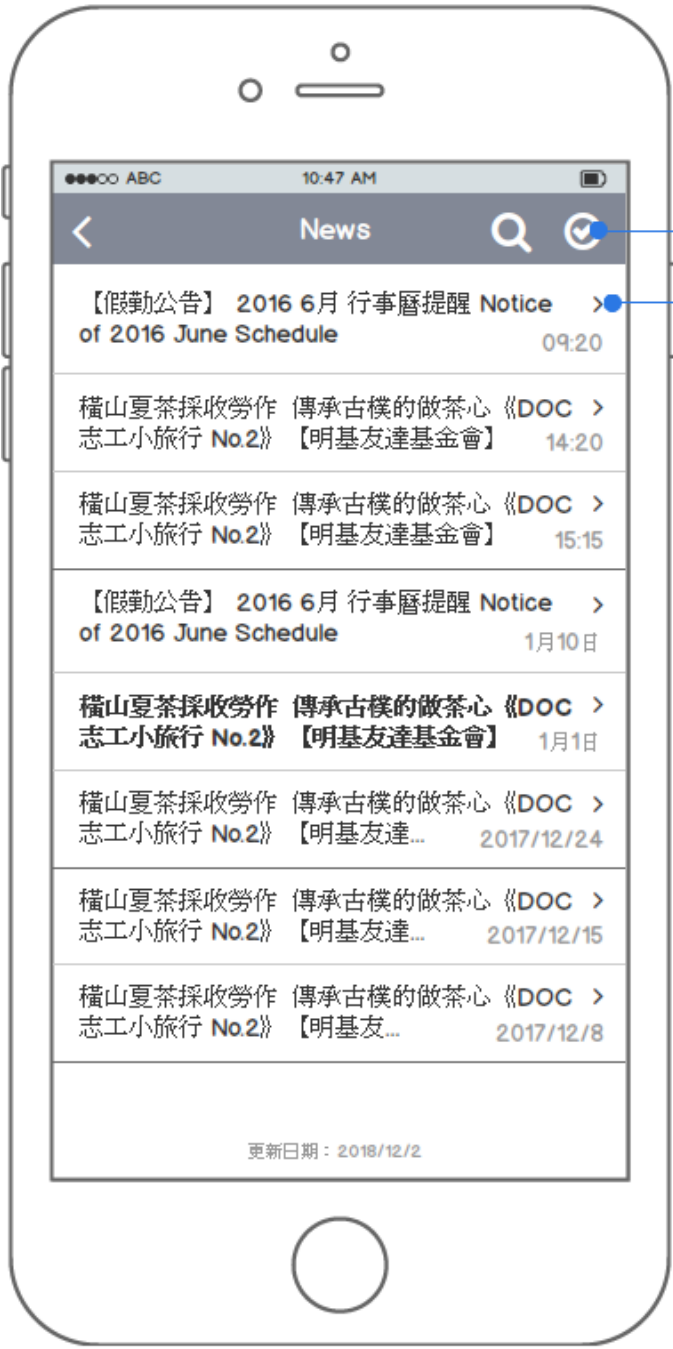 ABC 10:47 AM
News
【假勤公告】 2016 6月 行事曆提醒 Notice
of 2016 June Schedule
09:20
橫山夏茶採收勞作 傳承古樸的做茶心《DOC
志工小旅行 No.2》【明基友達基金會】
14:20
橫山夏茶採收勞作 傳承古樸的做茶心《DOC
志工小旅行 No.2》【明基友達基金會】
15:15
【假勤公告】 2016 6月 行事曆提醒 Notice
of 2016 June Schedule
1月10日
橫山夏茶採收勞作 傳承古樸的做茶心《DOC
志工小旅行 No.2》【明基友達基金會】
1月1日
橫山夏茶採收勞作 傳承古樸的做茶心《DOC
志工小旅行 No.2》【明基友達...
2017/12/24
橫山夏茶採收勞作 傳承古樸的做茶心《DOC
志工小旅行 No.2》【明基友達...
2017/12/15
橫山夏茶採收勞作 傳承古樸的做茶心《DOC
志工小旅行 No.2》【明基友...
2017/12/8
更新日期：2018/12/2